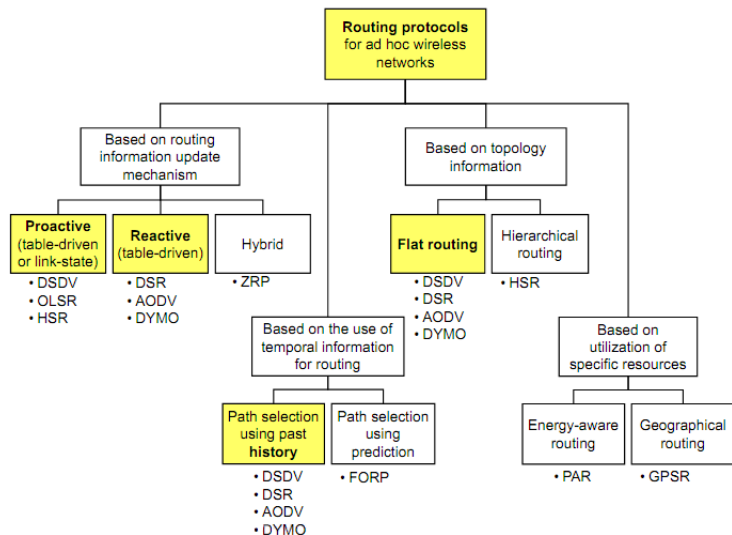 Routing protocols
for ad hoc wireless
networks
Based on routing
information update
mechanism
Based on topology
information
Proactive
(table-driven
or link-state)
• DSDV
• OLSR
• HSR
Reactive
(table-driven)
• DSR
• AODV
• DYMO
Hybrid
• ZRP
Flat routing
• DSDV
• DSR
• AODV
• DYMO
Hierarchical
routing
• HSR
Based on the use of
temporal information
for routing
Based on
utilization of
specific resources
Path selection
using past
history
• DSDV
• DSR
• AODV
• DYMO
Path selection
using
prediction
• FORP
Energy-aware
routing
• PAR
Geographical
routing
• GPSR